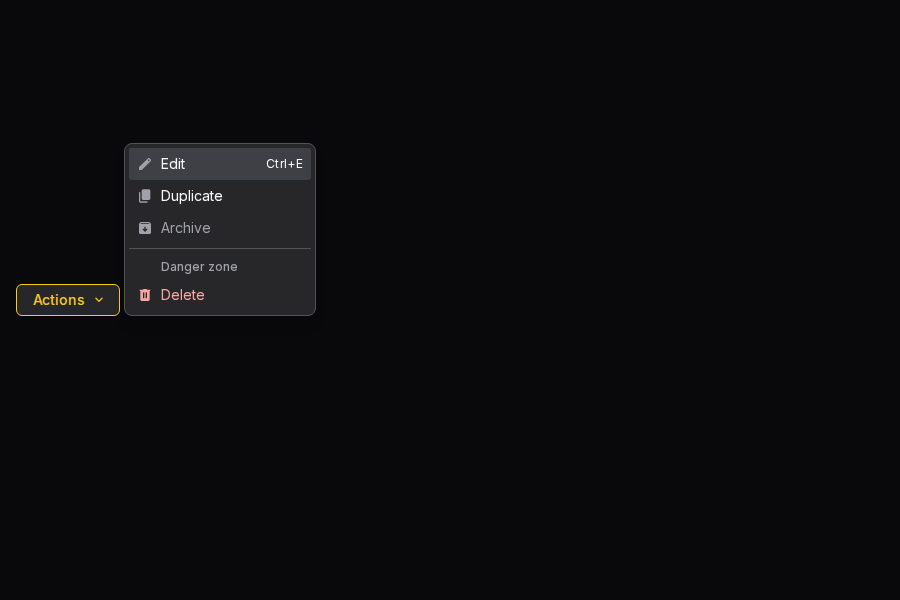 Edit Ctrl+E
Duplicate
Archive
Danger zone
Delete
Actions